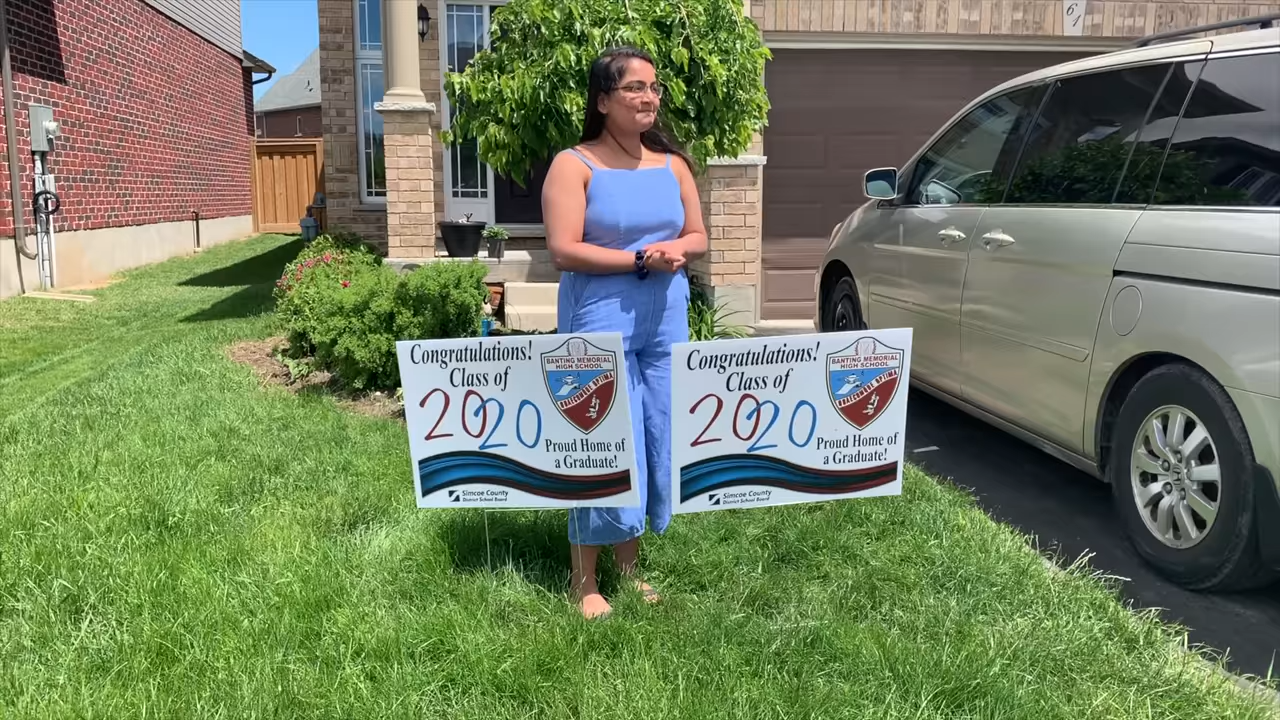 61
Congratulations!
Class of
2020
BANTING MEMORIAL
HIGH SCHOOL
Proud Home of
a Graduate!
Simcoe County
District School Board
Congratulations!
Class of
2020
BANTING MEMORIAL
HIGH SCHOOL
Proud Home of
a Graduate!
Simcoe County
District School Board